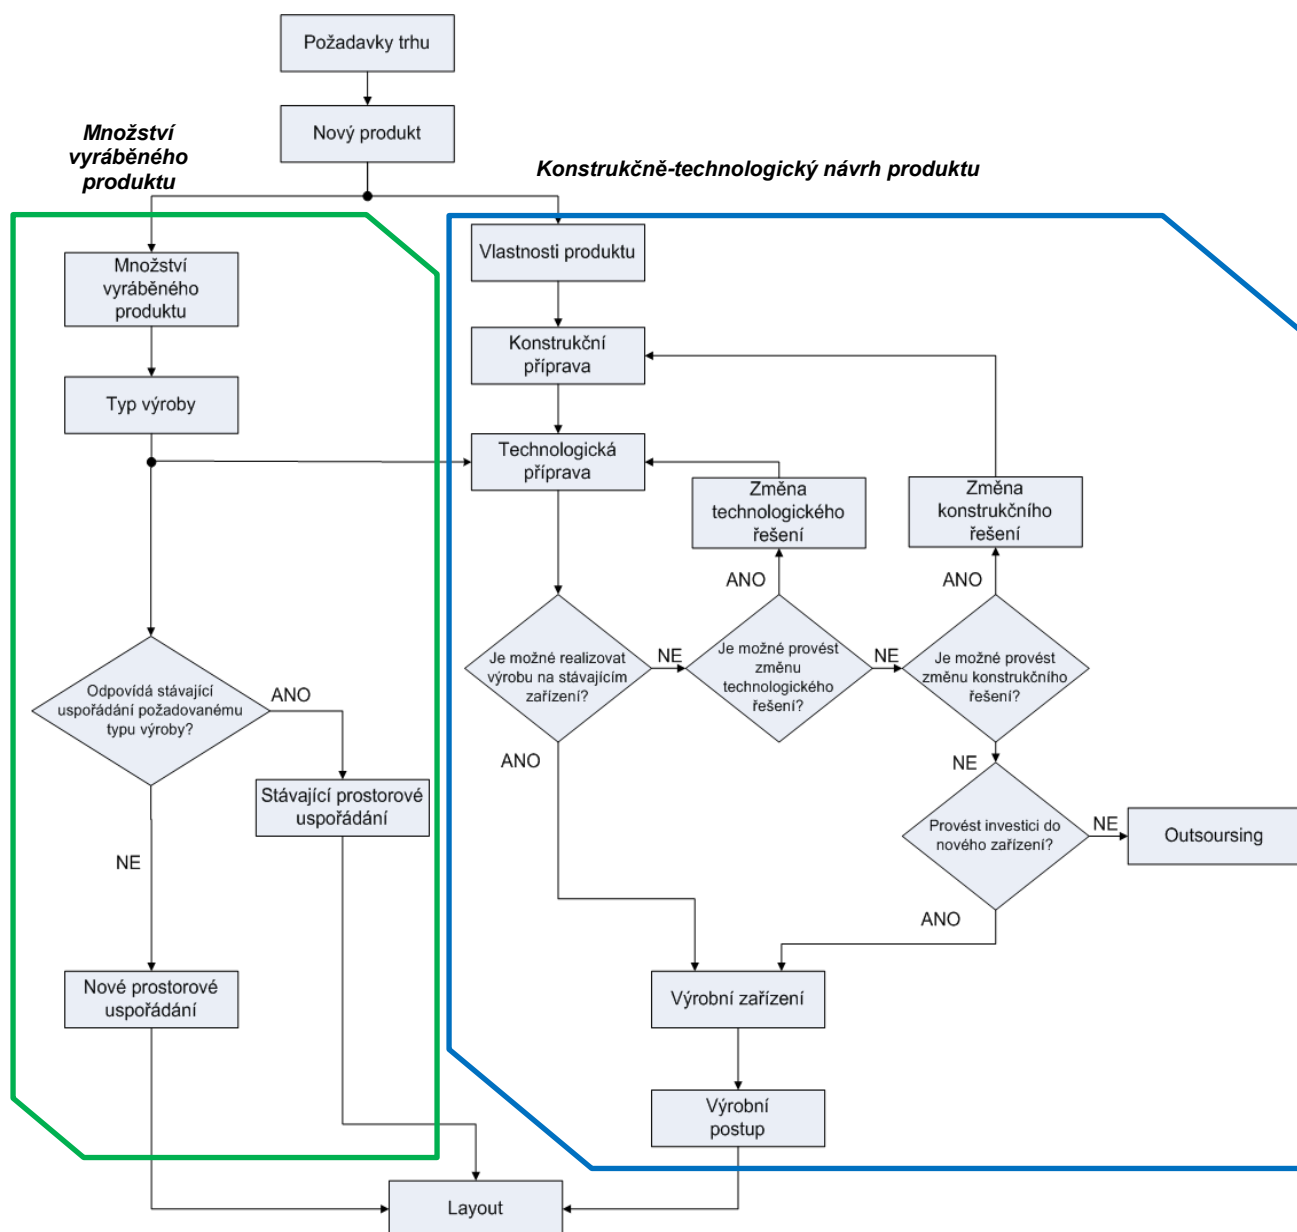 Požadavky trhu
Nový produkt
Množství
vyráběného
produktu
Konstrukčně-technologický návrh produktu
Množství
vyráběného
produktu
Typ výroby
Vlastnosti produktu
Konstrukční
příprava
Technologická
příprava
Změna
technologického
řešení
Změna
konstrukčního
řešení
ANO
ANO
Je možné realizovat
výrobu na stávajícím
zařízení?
NE
Je možné provést
změnu
technologického
řešení?
NE
Je možné provést
změnu konstrukčního
řešení?
Odpovídá stávající
uspořádání požadovanému
typu výroby?
ANO
ANO
NE
Stávající prostorové
uspořádání
Provést investici do
nového zařízení?
NE
Outsoursing
NE
ANO
Nové prostorové
uspořádání
Výrobní zařízení
Výrobní
postup
Layout